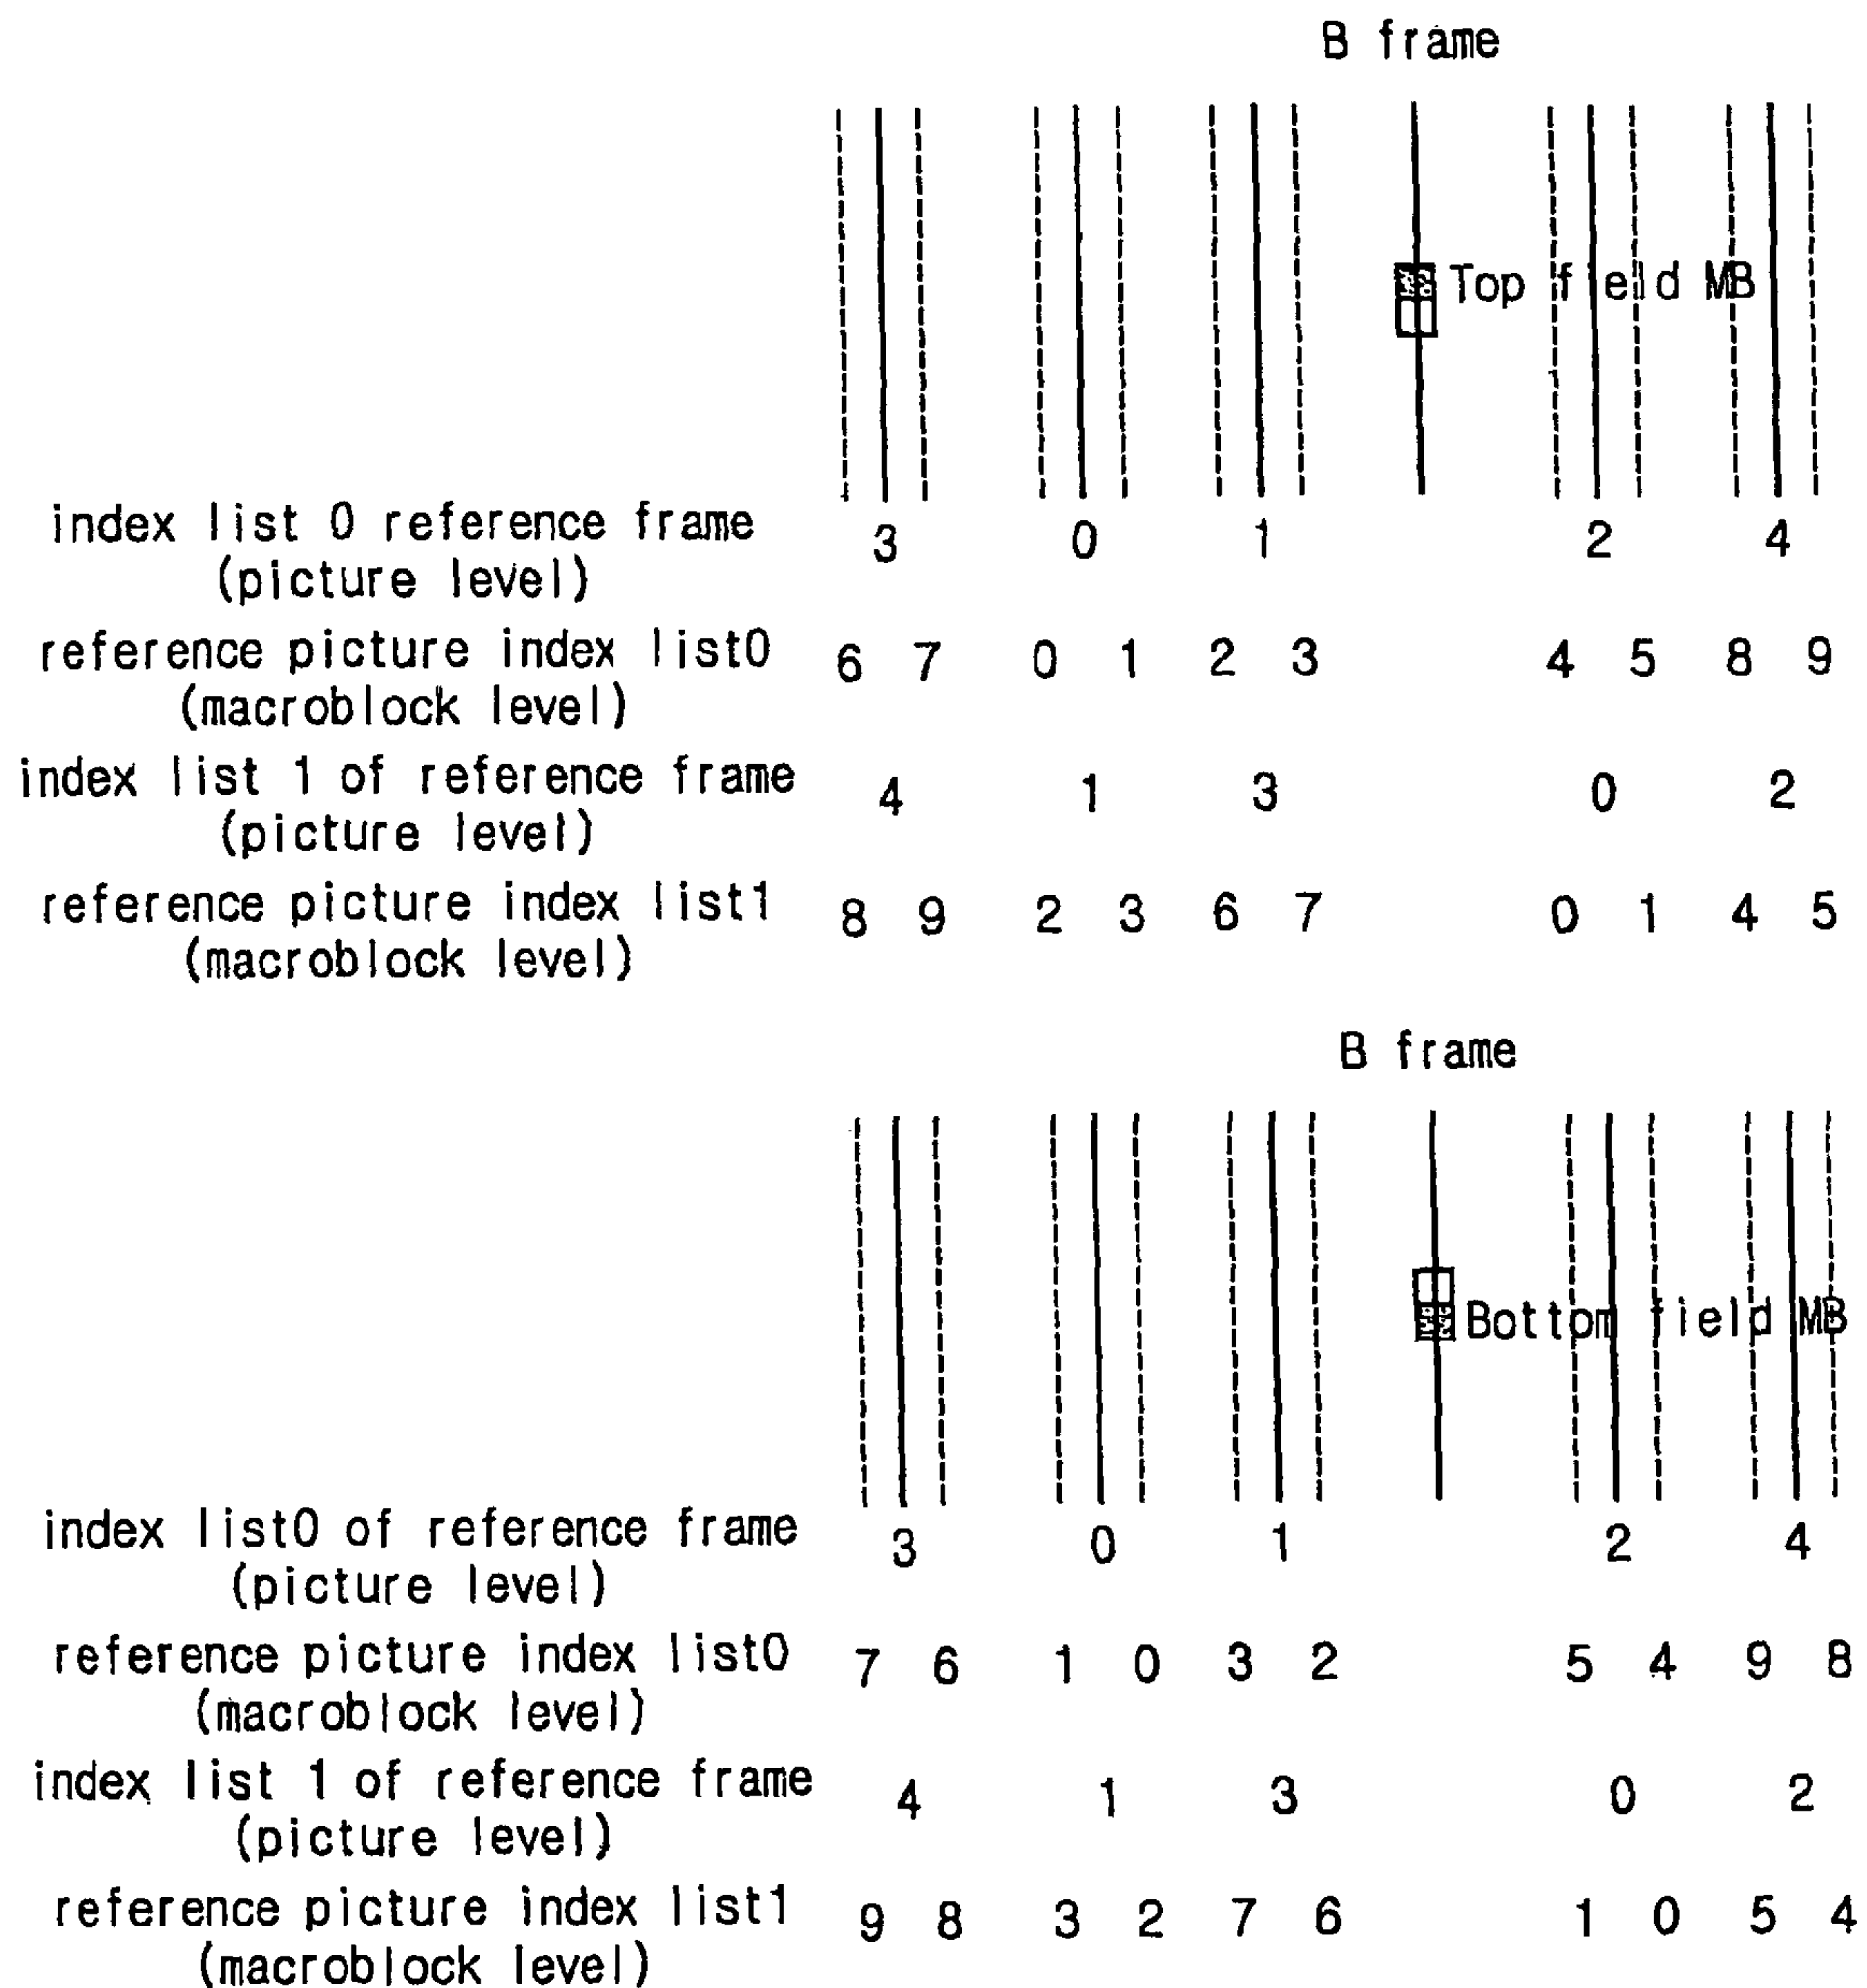 B frame
Top field MB
index list 0 reference frame 3 0 1 2 4
(picture level)
reference picture index list0 6 7 0 1 2 3 4 5 8 9
(macroblock level)
index list 1 of reference frame 4 1 3 0 2
(picture level)
reference picture index list1 8 9 2 3 6 7 0 1 4 5
(macroblock level)
B frame
Bottom field MB
index list0 of reference frame 3 0 1 2 4
(picture level)
reference picture index list0 7 6 1 0 3 2 5 4 9 8
(macroblock level)
index list 1 of reference frame 4 1 3 0 2
(picture level)
reference picture index list1 9 8 3 2 7 6 1 0 5 4
(macroblock level)